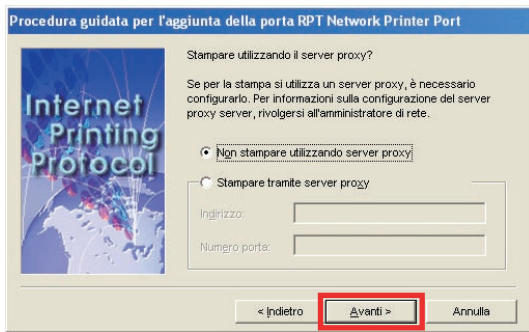 Procedura guidata per l'aggiunta della porta RPT Network Printer Port
Internet
Printing
Protocol
Stampare utilizzando il server proxy?
Se per la stampa si utilizza un server proxy, è necessario
configurarlo. Per informazioni sulla configurazione del server
proxy server, rivolgersi all'amministratore di rete.
Non stampare utilizzando server proxy
Stampare tramite server proxy
Indirizzo:
Numero porta:
< Indietro
Avanti >
Annulla